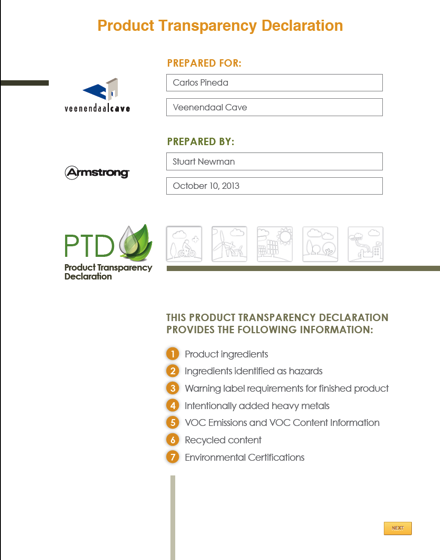 Product Transparency Declaration
PREPARED FOR:
Carlos Pineda
veenendaalcave
Veenendaal Cave
PREPARED BY:
Stuart Newman
Armstrong
October 10, 2013
PTD
Product Transparency
Declaration
THIS PRODUCT TRANSPARENCY DECLARATION
PROVIDES THE FOLLOWING INFORMATION:
1 Product ingredients
2 Ingredients identified as hazards
3 Warning label requirements for finished product
4 Intentionally added heavy metals
5 VOC Emissions and VOC Content Information
6 Recycled content
7 Environmental Certifications
NEXT